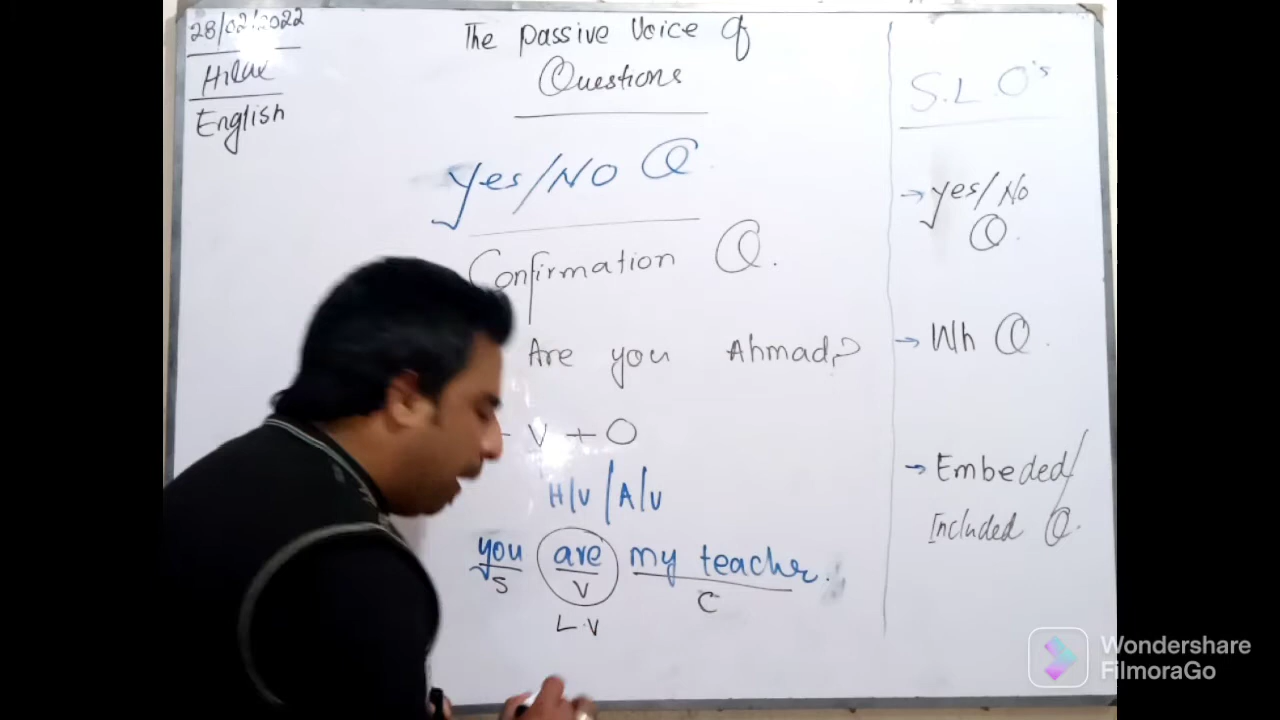 28/02/2022
Hilal
English
The Passive Voice of
Questions
Yes/No Q.
Confirmation Q.
Are you Ahmad?
V + O
H/V / A/V
you are my teacher.
S V C
L.V
S.L.O's
→ Yes/No
Q.
→ Wh Q.
→ Embeded/
Included Q.
Wondershare
FilmoraGo